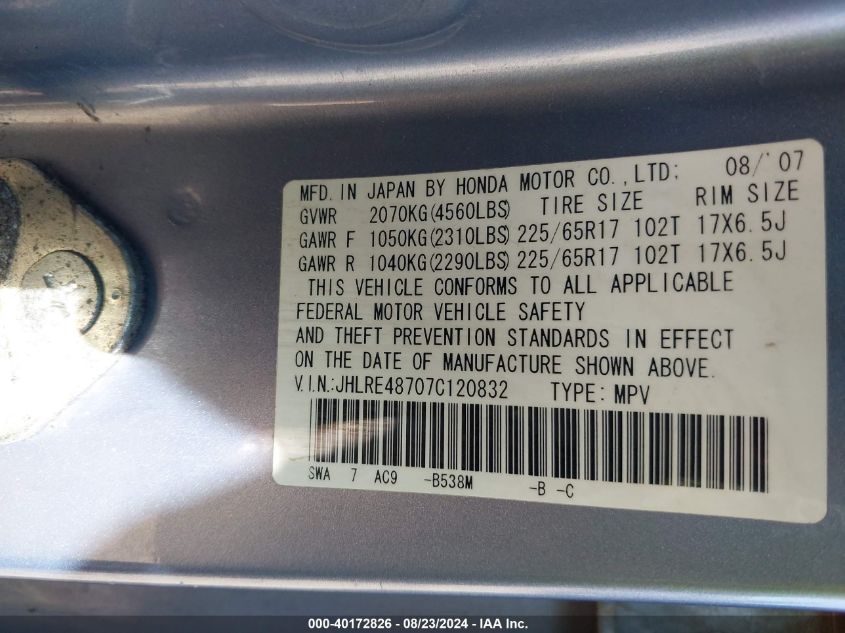 MFD. IN JAPAN BY HONDA MOTOR CO., LTD; 08/'07
GVWR 2070KG(4560LBS) TIRE SIZE RIM SIZE
GAWR F 1050KG(2310LBS) 225/65R17 102T 17X6.5J
GAWR R 1040KG(2290LBS) 225/65R17 102T 17X6.5J
THIS VEHICLE CONFORMS TO ALL APPLICABLE
FEDERAL MOTOR VEHICLE SAFETY
AND THEFT PREVENTION STANDARDS IN EFFECT
ON THE DATE OF MANUFACTURE SHOWN ABOVE.
V.I.N.:JHLRE48707C120832 TYPE: MPV
SWA 7 AC9 -B538M -B -C
000-40172826 - 08/23/2024 - IAA Inc.